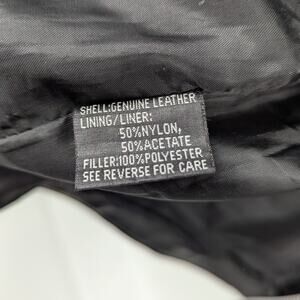 SHELL:GENUINE LEATHER
LINING/LINER:
50%NYLON,
50%ACETATE
FILLER:100%POLYESTER
SEE REVERSE FOR CARE